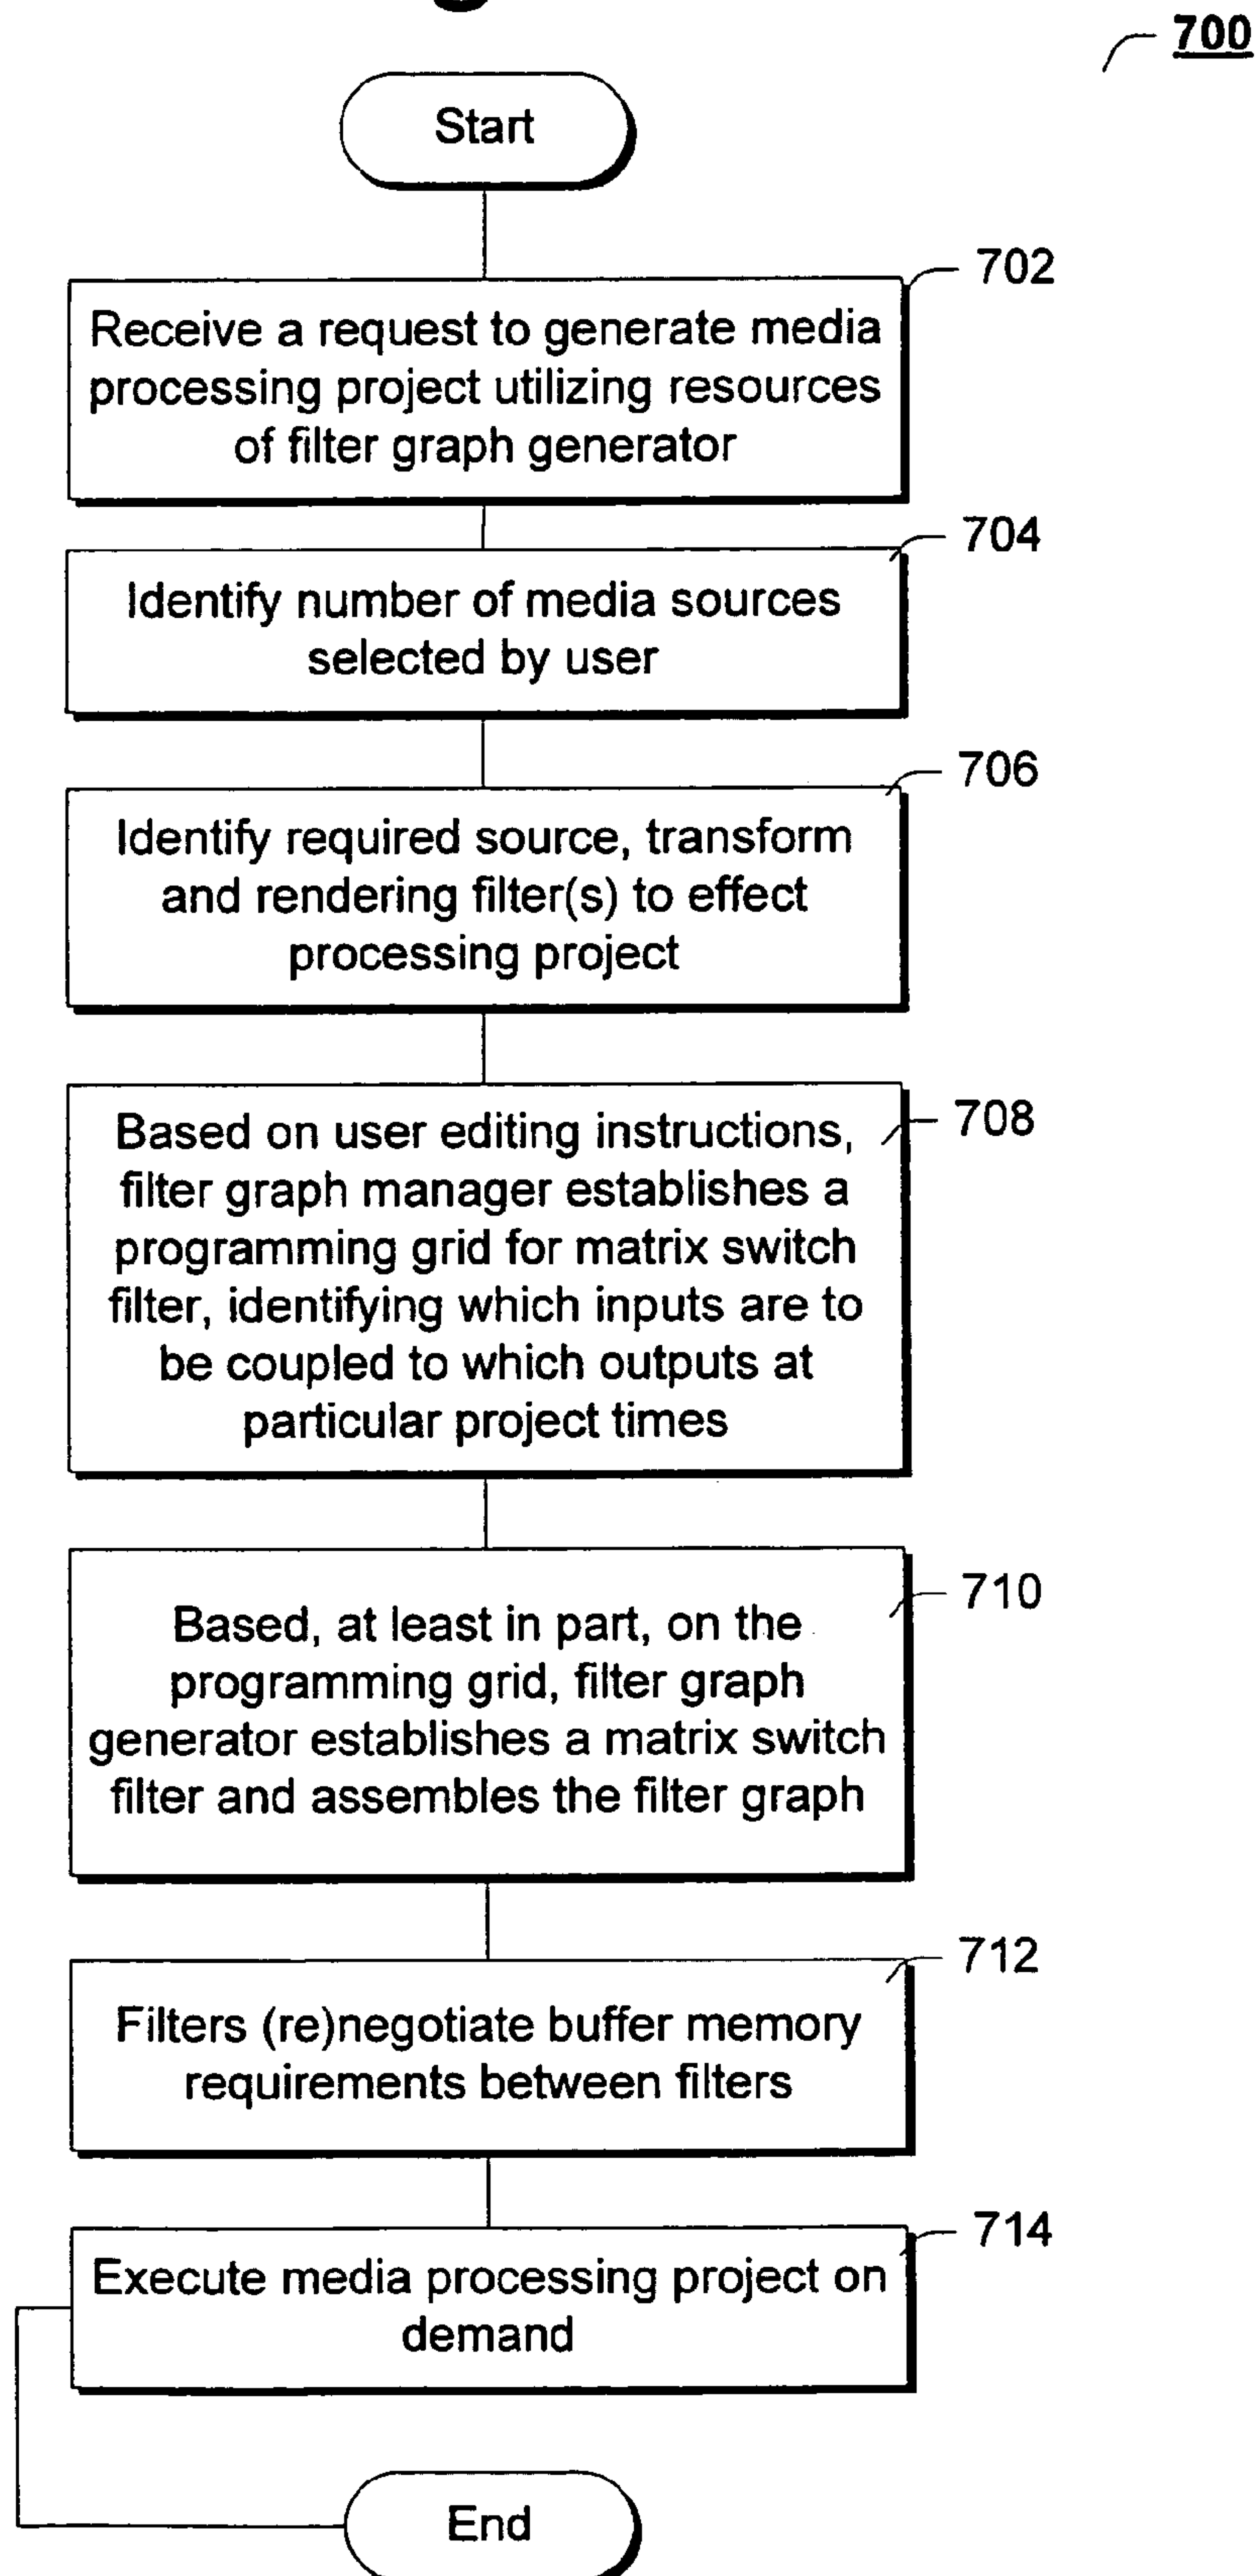 700
Start
702
Receive a request to generate media
processing project utilizing resources
of filter graph generator
704
Identify number of media sources
selected by user
706
Identify required source, transform
and rendering filter(s) to effect
processing project
708
Based on user editing instructions,
filter graph manager establishes a
programming grid for matrix switch
filter, identifying which inputs are to
be coupled to which outputs at
particular project times
710
Based, at least in part, on the
programming grid, filter graph
generator establishes a matrix switch
filter and assembles the filter graph
712
Filters (re)negotiate buffer memory
requirements between filters
714
Execute media processing project on
demand
End